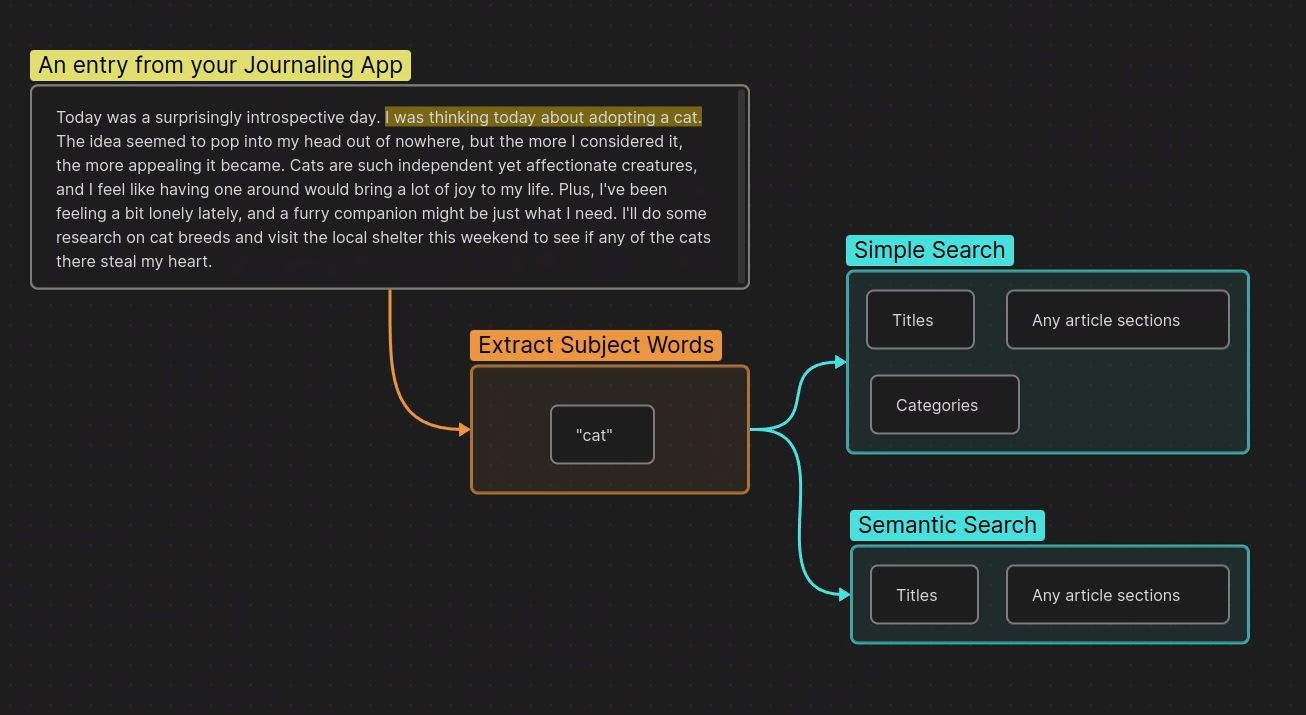 An entry from your Journaling App
Today was a surprisingly introspective day. I was thinking today about adopting a cat.
The idea seemed to pop into my head out of nowhere, but the more I considered it,
the more appealing it became. Cats are such independent yet affectionate creatures,
and I feel like having one around would bring a lot of joy to my life. Plus, I've been
feeling a bit lonely lately, and a furry companion might be just what I need. I'll do some
research on cat breeds and visit the local shelter this weekend to see if any of the cats
there steal my heart.
Extract Subject Words
"cat"
Simple Search
Titles
Any article sections
Categories
Semantic Search
Titles
Any article sections